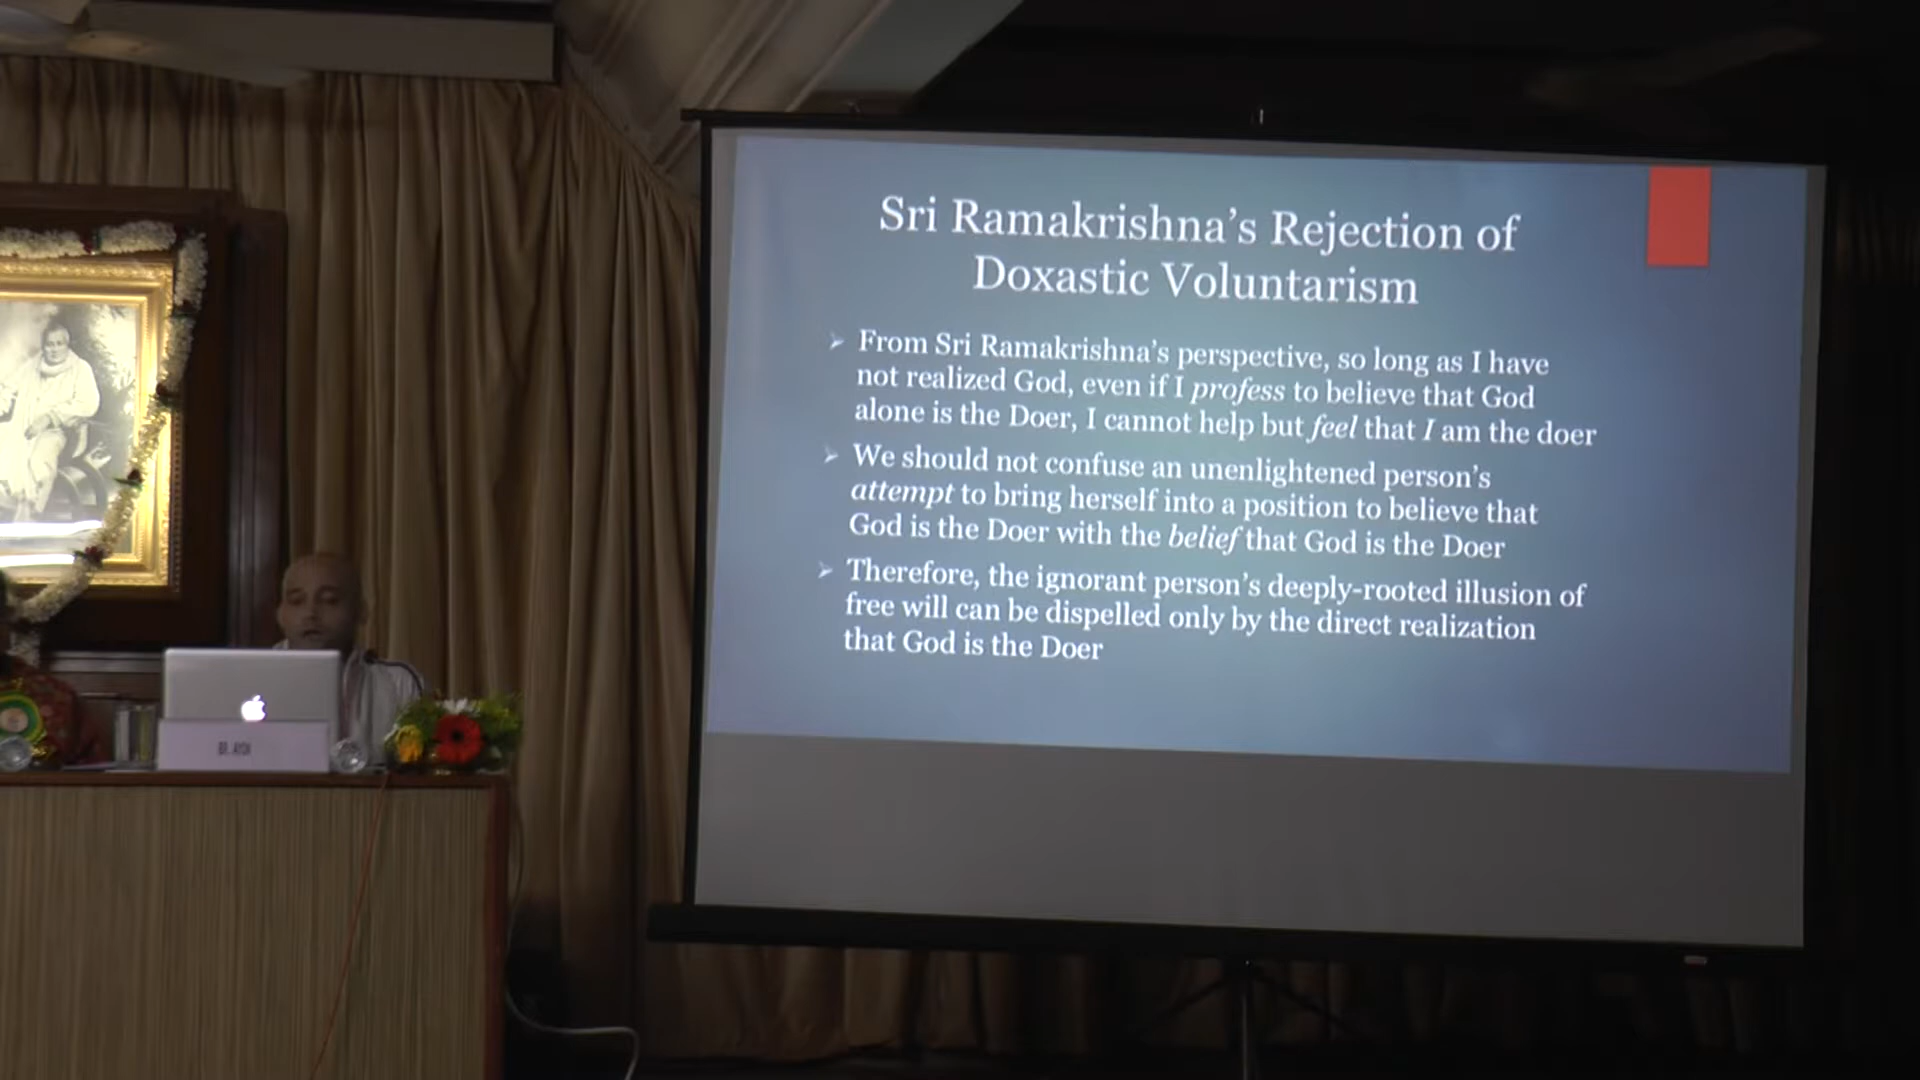 Sri Ramakrishna's Rejection of
Doxastic Voluntarism
➢ From Sri Ramakrishna's perspective, so long as I have
not realized God, even if I profess to believe that God
alone is the Doer, I cannot help but feel that I am the doer
➢ We should not confuse an unenlightened person's
attempt to bring herself into a position to believe that
God is the Doer with the belief that God is the Doer
➢ Therefore, the ignorant person's deeply-rooted illusion of
free will can be dispelled only by the direct realization
that God is the Doer